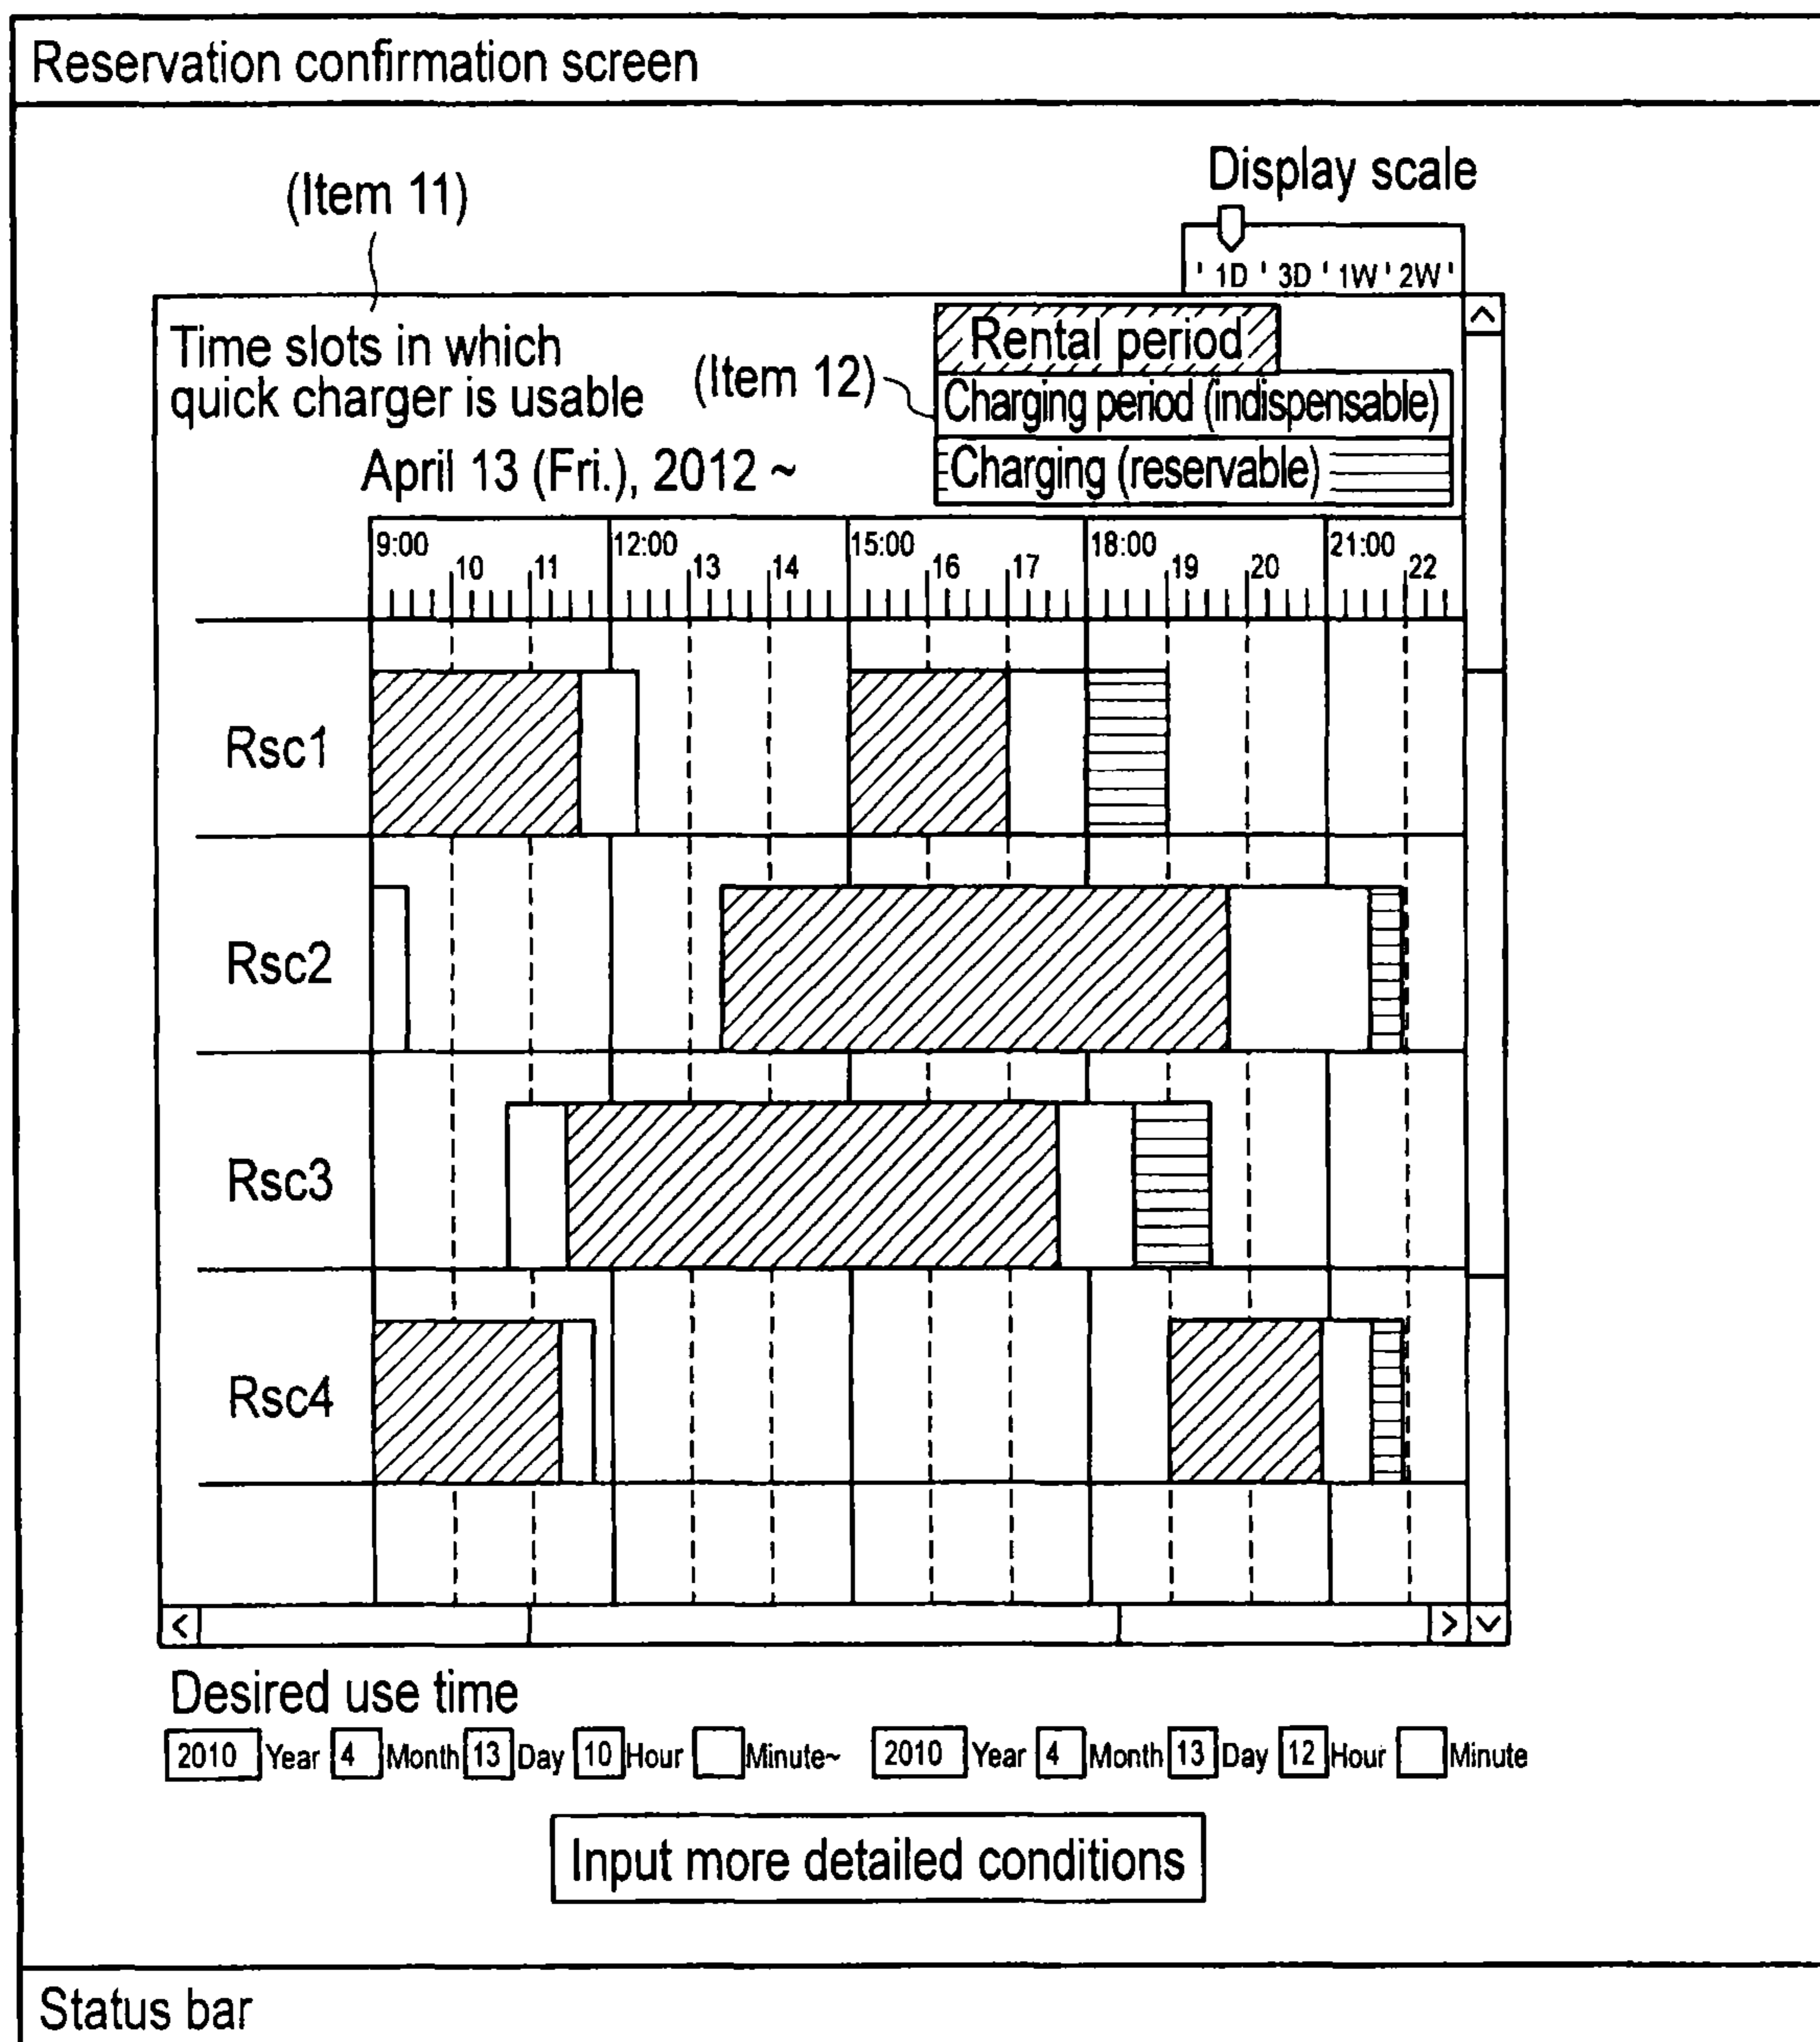 Reservation confirmation screen
Display scale
(Item 11)
' 1D ' 3D ' 1W ' 2W '
Time slots in which
quick charger is usable
Rental period
(Item 12)
Charging period (indispensable)
April 13 (Fri.), 2012 ~
Charging (reservable)
9:00 10 11 12:00 13 14 15:00 16 17 18:00 19 20 21:00 22
Rsc1
Rsc2
Rsc3
Rsc4
Desired use time
2010 Year 4 Month 13 Day 10 Hour Minute~ 2010 Year 4 Month 13 Day 12 Hour Minute
Input more detailed conditions
Status bar